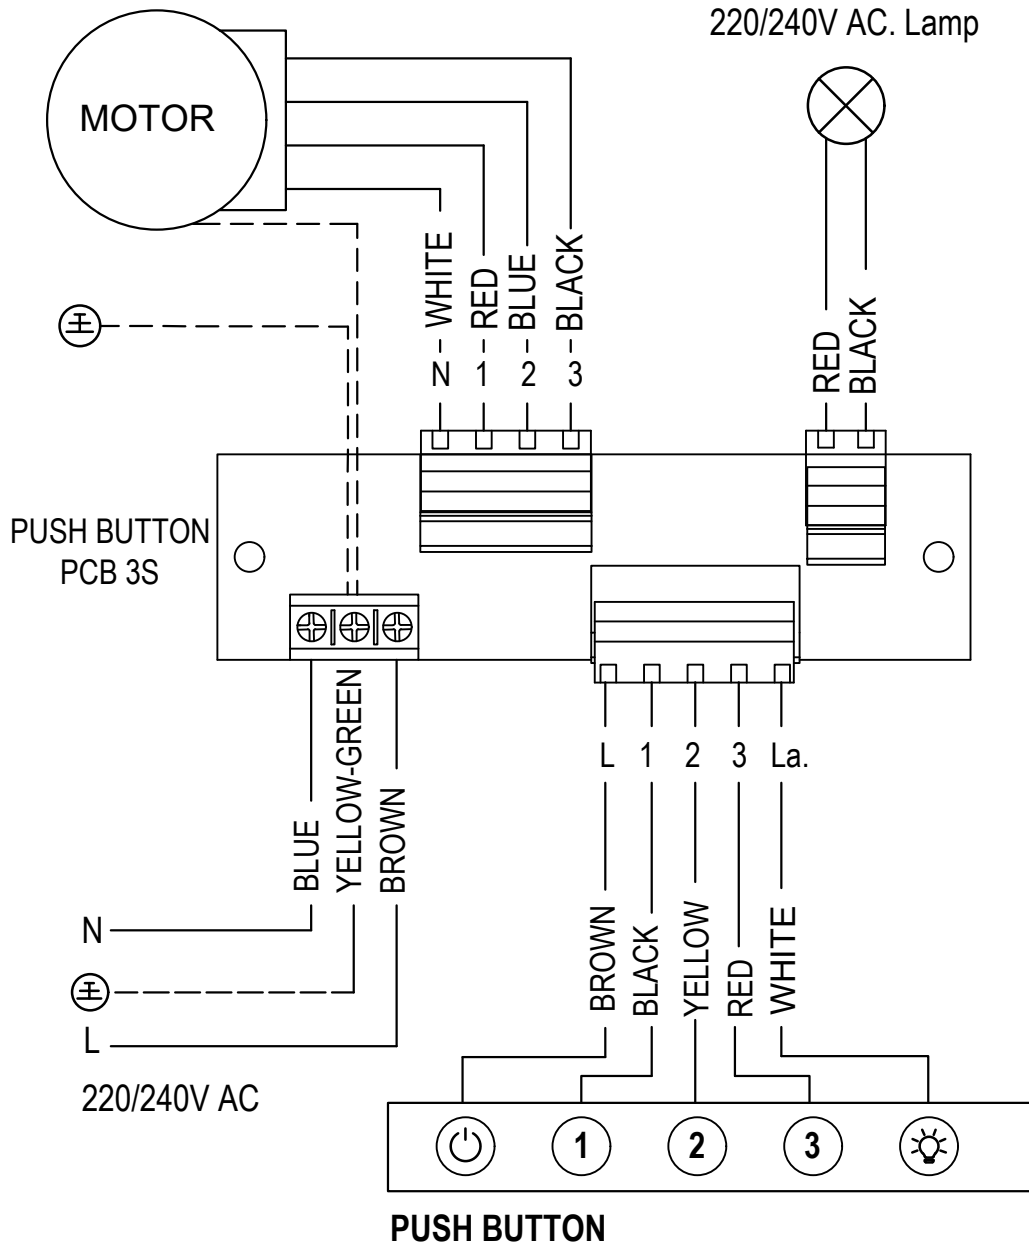 220/240V AC. Lamp
MOTOR
WHITE
RED
BLUE
BLACK
N 1 2 3
RED
BLACK
PUSH BUTTON
PCB 3S
L 1 2 3 La.
BLUE
YELLOW-GREEN
BROWN
BROWN
BLACK
YELLOW
RED
WHITE
N
L
220/240V AC
1 2 3
PUSH BUTTON